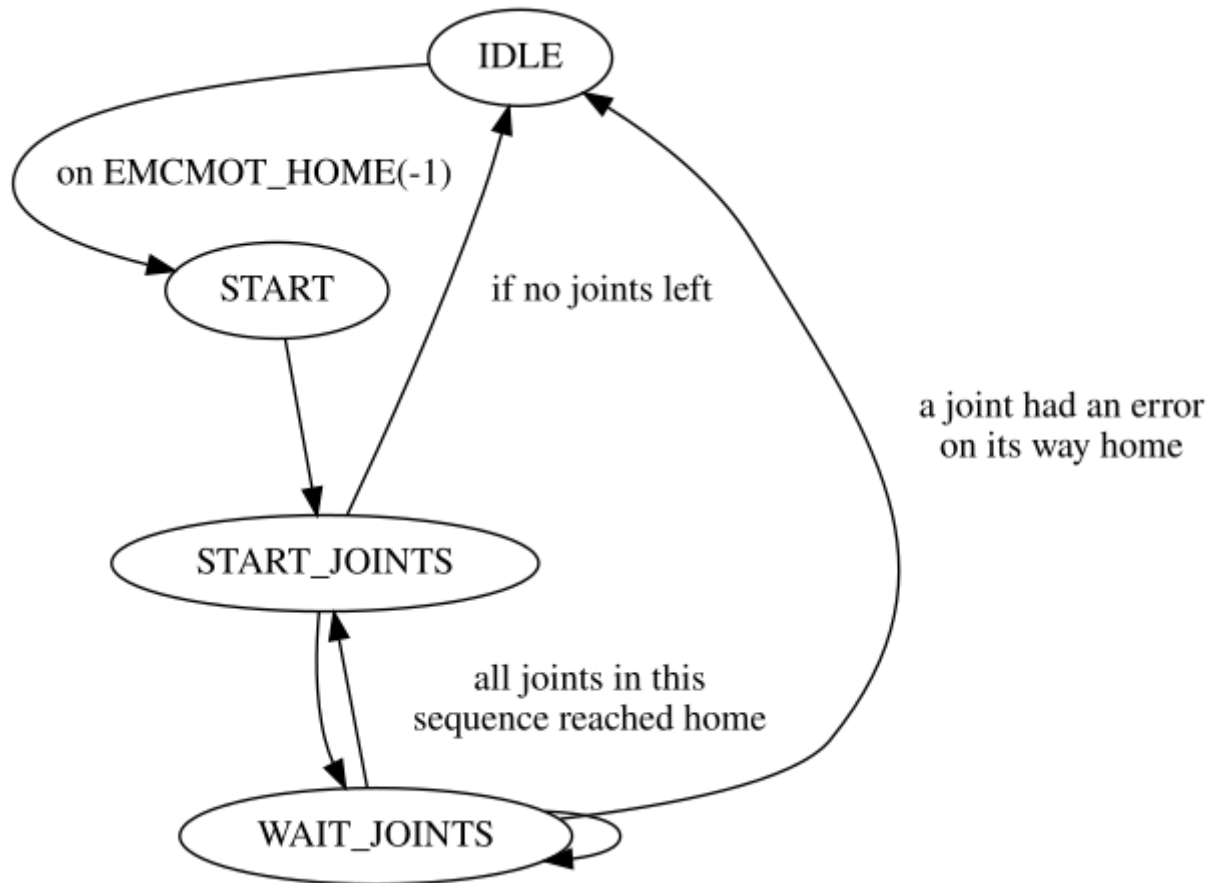 IDLE
on EMCMOT_HOME(-1)
START
if no joints left
a joint had an error
on its way home
START_JOINTS
all joints in this
sequence reached home
WAIT_JOINTS